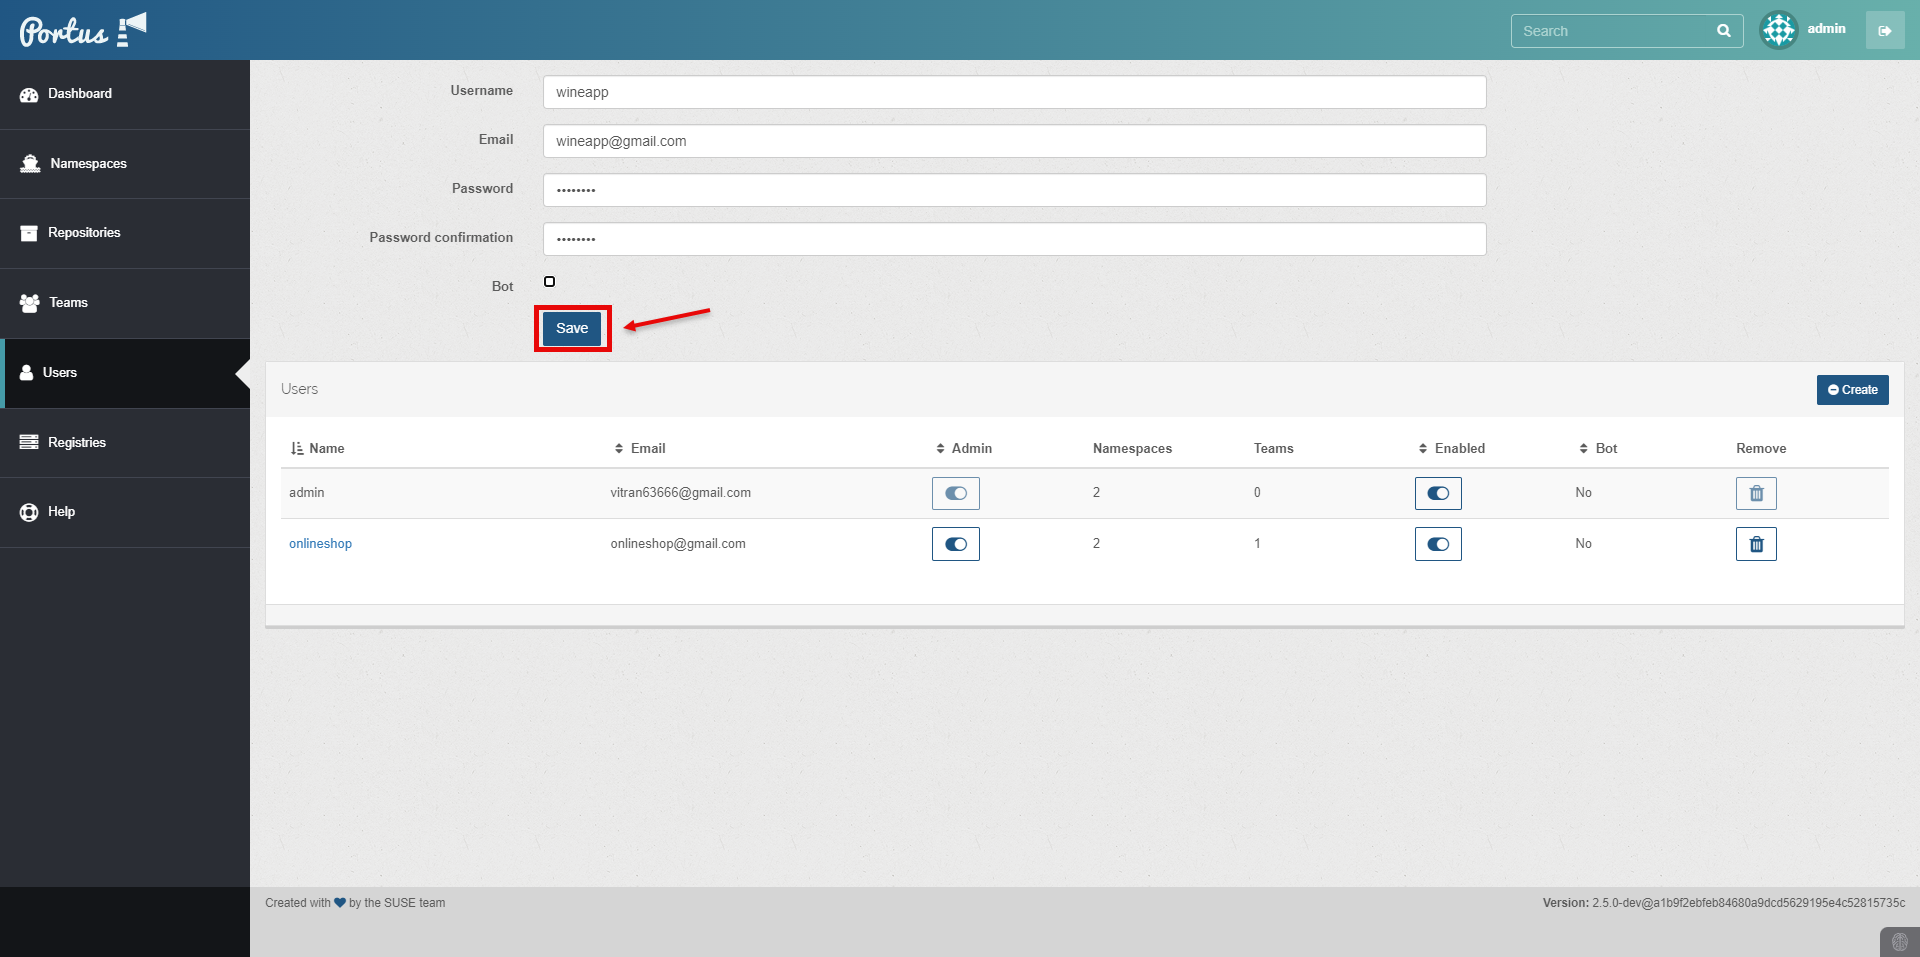 Portus
Search
admin
Dashboard
Namespaces
Repositories
Teams
Users
Registries
Help
Username
wineapp
Email
wineapp@gmail.com
Password
••••••••
Password confirmation
••••••••
Bot
Save
Users
Create
Name Email Admin Namespaces Teams Enabled Bot Remove
admin vitran63666@gmail.com 2 0 No
onlineshop onlineshop@gmail.com 2 1 No
Created with by the SUSE team
Version: 2.5.0-dev@a1b9f2ebfeb84680a9dcd5629195e4c52815735c